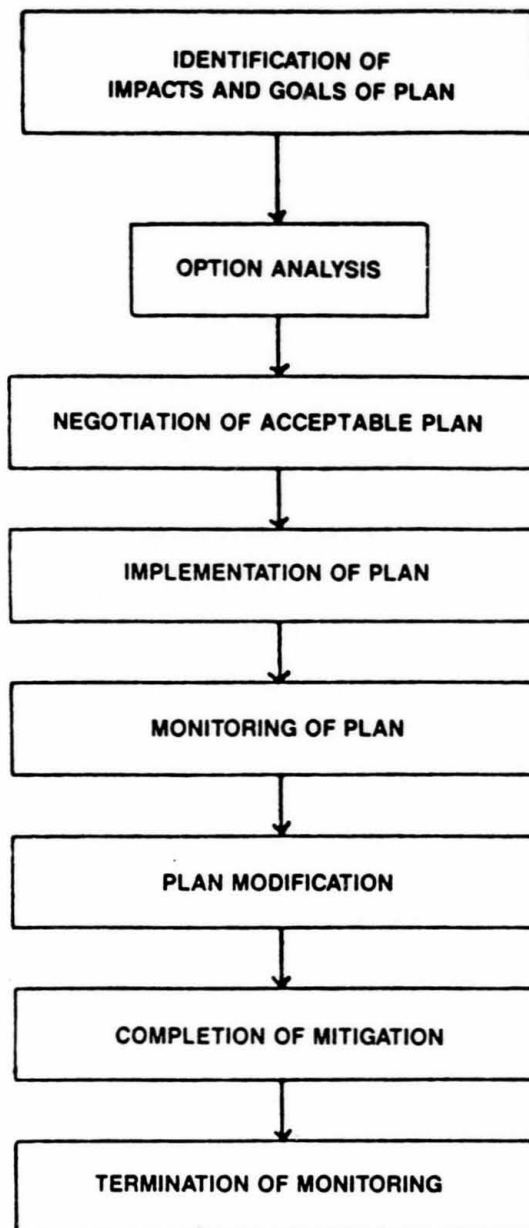 IDENTIFICATION OF
IMPACTS AND GOALS OF PLAN
OPTION ANALYSIS
NEGOTIATION OF ACCEPTABLE PLAN
IMPLEMENTATION OF PLAN
MONITORING OF PLAN
PLAN MODIFICATION
COMPLETION OF MITIGATION
TERMINATION OF MONITORING